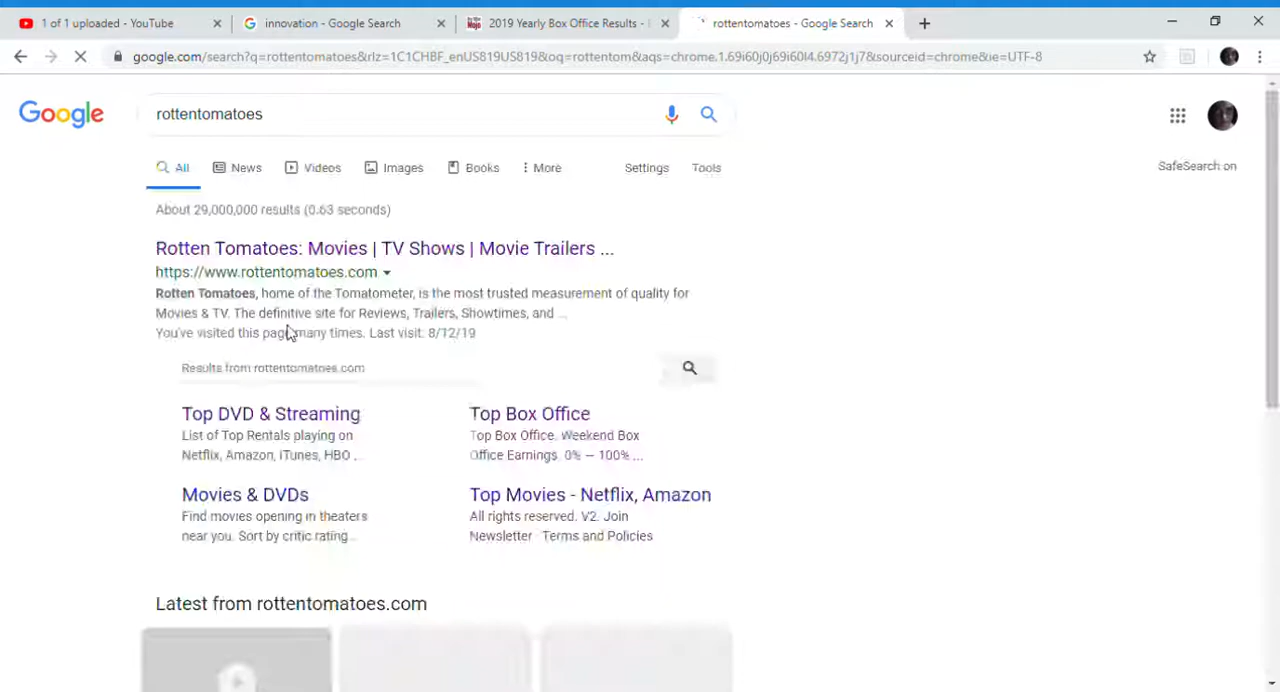 1 of 1 uploaded - YouTube
innovation - Google Search
2019 Yearly Box Office Results -
rottentomatoes - Google Search
google.com/search?q=rottentomatoes&rlz=1C1CHBF_enUS819US819&oq=rottentom&aqs=chrome.1.69i60j0j69i60l4.6972j1j7&sourceid=chrome&ie=UTF-8
Google
rottentomatoes
All News Videos Images Books More Settings Tools
SafeSearch on
About 29,000,000 results (0.63 seconds)
Rotten Tomatoes: Movies | TV Shows | Movie Trailers ...
https://www.rottentomatoes.com
Rotten Tomatoes, home of the Tomatometer, is the most trusted measurement of quality for
Movies & TV. The definitive site for Reviews, Trailers, Showtimes, and ...
You've visited this page many times. Last visit: 8/12/19
Results from rottentomatoes.com
Top DVD & Streaming
List of Top Rentals playing on
Netflix, Amazon, iTunes, HBO ...
Top Box Office
Top Box Office. Weekend Box
Office Earnings. 0% – 100% ...
Movies & DVDs
Find movies opening in theaters
near you. Sort by critic rating ...
Top Movies - Netflix, Amazon
All rights reserved. V2. Join
Newsletter · Terms and Policies
Latest from rottentomatoes.com